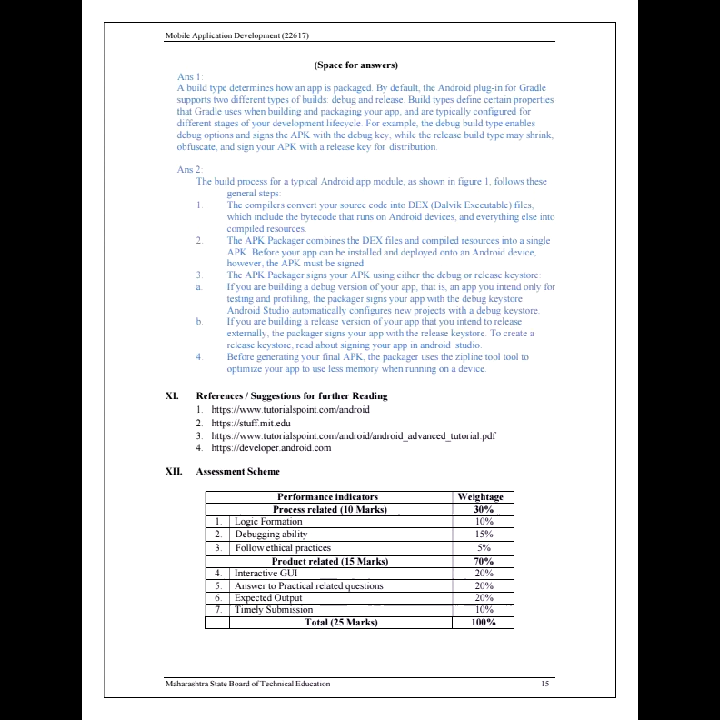 Mobile Application Development (22617)
(Space for answers)
Ans 1:
A build type determines how an app is packaged. By default, the Android plug-in for Gradle
supports two different types of builds: debug and release. Build types define certain properties
that Gradle uses when building and packaging your app, and are typically configured for
different stages of your development lifecycle. For example, the debug build type enables
debug options and signs the APK with the debug key, while the release build type may shrink,
obfuscate, and sign your APK with a release key for distribution.
Ans 2:
The build process for a typical Android app module, as shown in figure 1, follows these
general steps:
1. The compilers convert your source code into DEX (Dalvik Executable) files,
which include the bytecode that runs on Android devices, and everything else into
compiled resources.
2. The APK Packager combines the DEX files and compiled resources into a single
APK. Before your app can be installed and deployed onto an Android device,
however, the APK must be signed.
3. The APK Packager signs your APK using either the debug or release keystore:
a. If you are building a debug version of your app, that is, an app you intend only for
testing and profiling, the packager signs your app with the debug keystore.
Android Studio automatically configures new projects with a debug keystore.
b. If you are building a release version of your app that you intend to release
externally, the packager signs your app with the release keystore. To create a
release keystore, read about signing your app in android studio.
4. Before generating your final APK, the packager uses the zipline tool tool to
optimize your app to use less memory when running on a device.
XI. References / Suggestions for further Reading
1. https://www.tutorialspoint.com/android
2. https://stuff.mit.edu
3. https://www.tutorialspoint.com/android/android_advanced_tutorial.pdf
4. https://developer.android.com
XII. Assessment Scheme
Performance indicators Weightage
Process related (10 Marks) 30%
1. Logic Formation 10%
2. Debugging ability 15%
3. Follow ethical practices 5%
Product related (15 Marks) 70%
4. Interactive GUI 20%
5. Answer to Practical related questions 20%
6. Expected Output 20%
7. Timely Submission 10%
Total (25 Marks) 100%
Maharashtra State Board of Technical Education 15